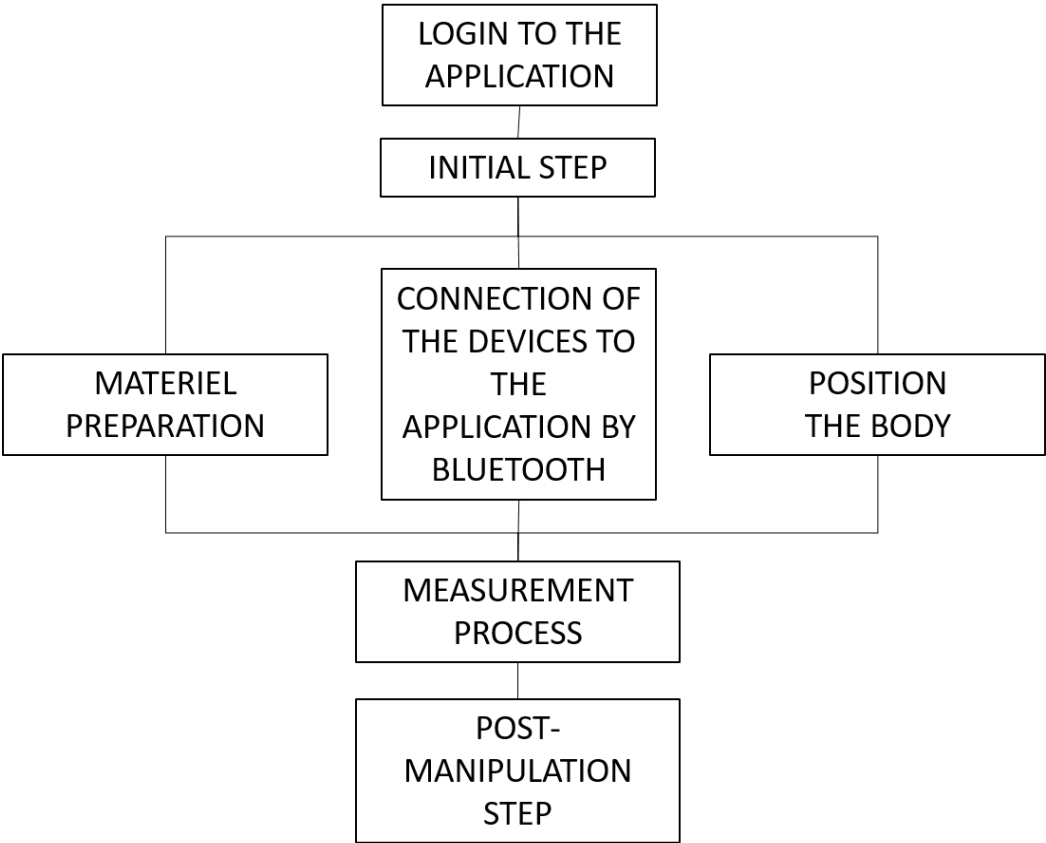 LOGIN TO THE
APPLICATION
INITIAL STEP
MATERIEL
PREPARATION
CONNECTION OF
THE DEVICES TO
THE
APPLICATION BY
BLUETOOTH
POSITION
THE BODY
MEASUREMENT
PROCESS
POST-
MANIPULATION
STEP